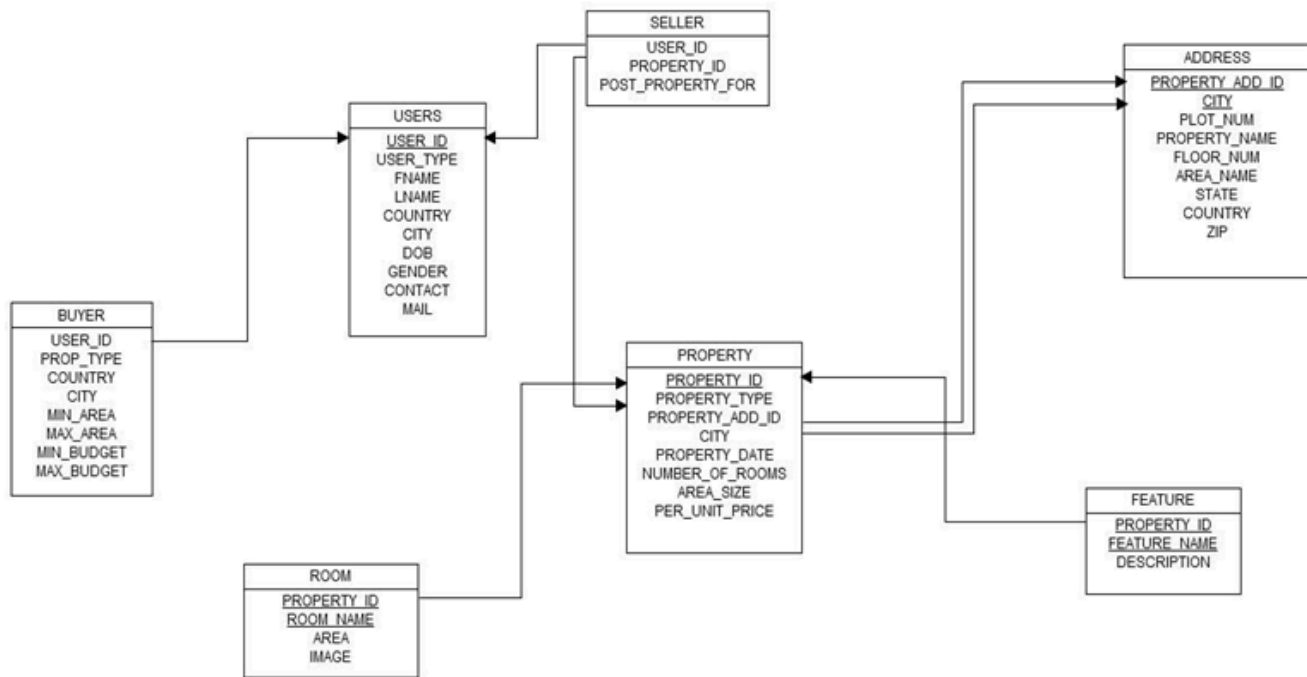 SELLER
USER_ID
PROPERTY_ID
POST_PROPERTY_FOR
ADDRESS
PROPERTY_ADD_ID
CITY
PLOT_NUM
PROPERTY_NAME
FLOOR_NUM
AREA_NAME
STATE
COUNTRY
ZIP
USERS
USER_ID
USER_TYPE
FNAME
LNAME
COUNTRY
CITY
DOB
GENDER
CONTACT
MAIL
BUYER
USER_ID
PROP_TYPE
COUNTRY
CITY
MIN_AREA
MAX_AREA
MIN_BUDGET
MAX_BUDGET
PROPERTY
PROPERTY_ID
PROPERTY_TYPE
PROPERTY_ADD_ID
CITY
PROPERTY_DATE
NUMBER_OF_ROOMS
AREA_SIZE
PER_UNIT_PRICE
FEATURE
PROPERTY_ID
FEATURE_NAME
DESCRIPTION
ROOM
PROPERTY_ID
ROOM_NAME
AREA
IMAGE